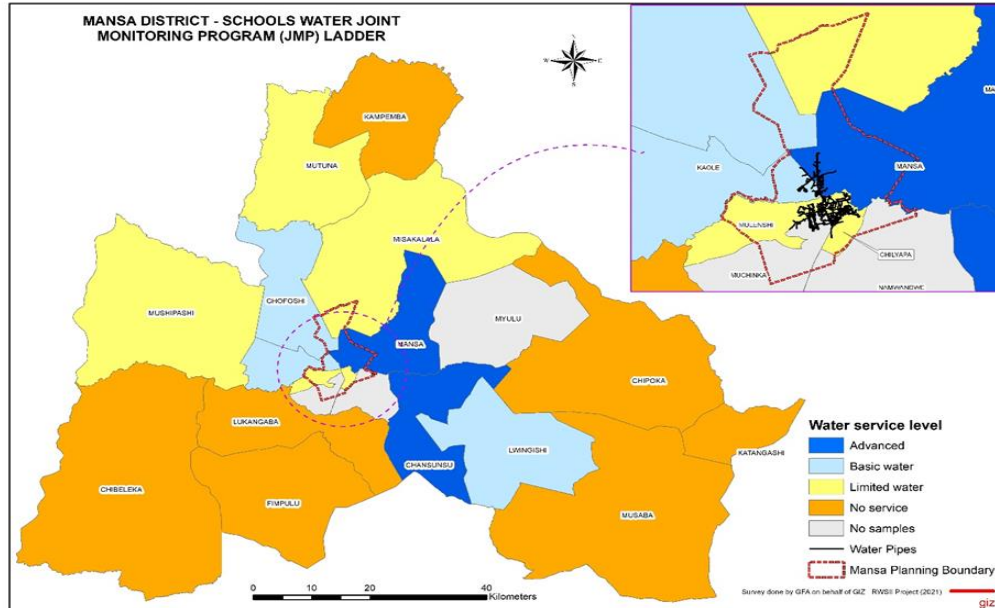 MANSA DISTRICT - SCHOOLS WATER JOINT
MONITORING PROGRAM (JMP) LADDER
KAMPEMBA
MUTUNA
MISAKALALA
CHOFOSHI
MUSHIPASHI
MYULU
MANSA
CHIPOKA
LUKANGABA
CHIBELEKA
FIMPULU
CHANSUNSU
LWINGISHI
KATANGASHI
MUSABA
KAOLE
MANSA
MULENSHI
CHILYAPA
MUCHINKA
NAMWANDWE
Water service level
Advanced
Basic water
Limited water
No service
No samples
Water Pipes
Mansa Planning Boundary
0 10 20 40
Kilometers
Survey done by GFA on behalf of GIZ RWSII Project (2021)
giz